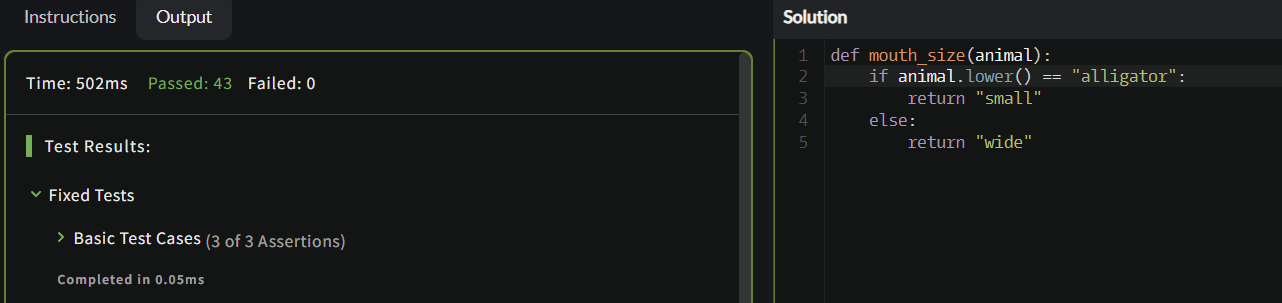 Instructions Output
Time: 502ms Passed: 43 Failed: 0
Test Results:
Fixed Tests
Basic Test Cases (3 of 3 Assertions)
Completed in 0.05ms
Solution
1 def mouth_size(animal):
2     if animal.lower() == "alligator":
3         return "small"
4     else:
5         return "wide"